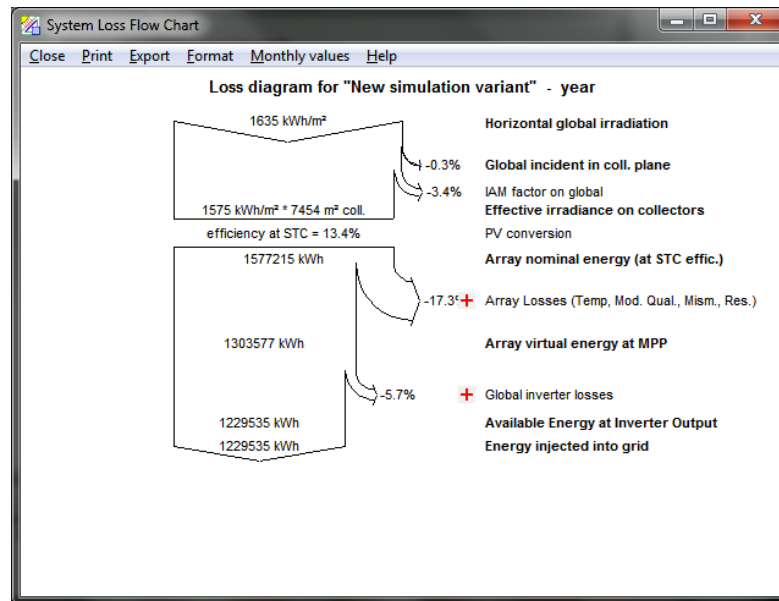 System Loss Flow Chart
Close Print Export Format Monthly values Help
Loss diagram for "New simulation variant" - year
1635 kWh/m² Horizontal global irradiation
-0.3% Global incident in coll. plane
-3.4% IAM factor on global
1575 kWh/m² * 7454 m² coll. Effective irradiance on collectors
efficiency at STC = 13.4% PV conversion
1577215 kWh Array nominal energy (at STC effic.)
-17.3% Array Losses (Temp, Mod. Qual., Mism., Res.)
1303577 kWh Array virtual energy at MPP
-5.7% Global inverter losses
1229535 kWh Available Energy at Inverter Output
1229535 kWh Energy injected into grid